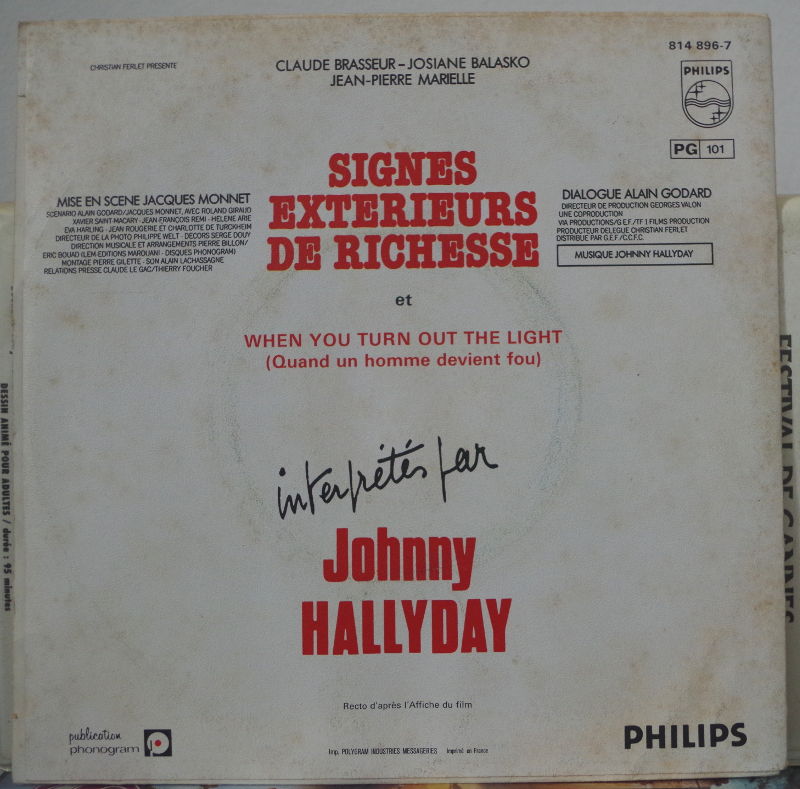 814 896-7
CHRISTIAN FERLET PRESENTE
CLAUDE BRASSEUR – JOSIANE BALASKO
JEAN-PIERRE MARIELLE
PHILIPS
PG 101
SIGNES
EXTERIEURS
DE RICHESSE
MISE EN SCENE JACQUES MONNET
SCENARIO ALAIN GODARD/JACQUES MONNET, AVEC ROLAND GIRAUD
XAVIER SAINT-MACARY · JEAN-FRANÇOIS REMI · HELENE ARIE
EVA HARLING · JEAN ROUGERIE ET CHARLOTTE DE TURCKHEIM
DIRECTEUR DE LA PHOTO PHILIPPE WELT · DECORS SERGE DOUY
DIRECTION MUSICALE ET ARRANGEMENTS PIERRE BILLON/
ERIC BOUAD (LEM-EDITIONS MAROUANI · DISQUES PHONOGRAM)
MONTAGE PIERRE GILETTE · SON ALAIN LACHASSAGNE
RELATIONS PRESSE CLAUDE LE GAC/THIERRY FOUCHER
DIALOGUE ALAIN GODARD
DIRECTEUR DE PRODUCTION GEORGES VALON
UNE COPRODUCTION
VIA PRODUCTIONS/G.E.F./TF 1 FILMS PRODUCTION
PRODUCTEUR DELEGUE CHRISTIAN FERLET
DISTRIBUE PAR G.E.F./C.C.F.C.
MUSIQUE JOHNNY HALLYDAY
et
WHEN YOU TURN OUT THE LIGHT
(Quand un homme devient fou)
interprétés par
Johnny
HALLYDAY
Recto d'après l'Affiche du film
publication
phonogram
PHILIPS
Imp. POLYGRAM INDUSTRIES MESSAGERIES Imprimé en France
DESSIN ANIMÉ POUR ADULTES / durée : 95 minutes
FESTIVAL DE CANNES